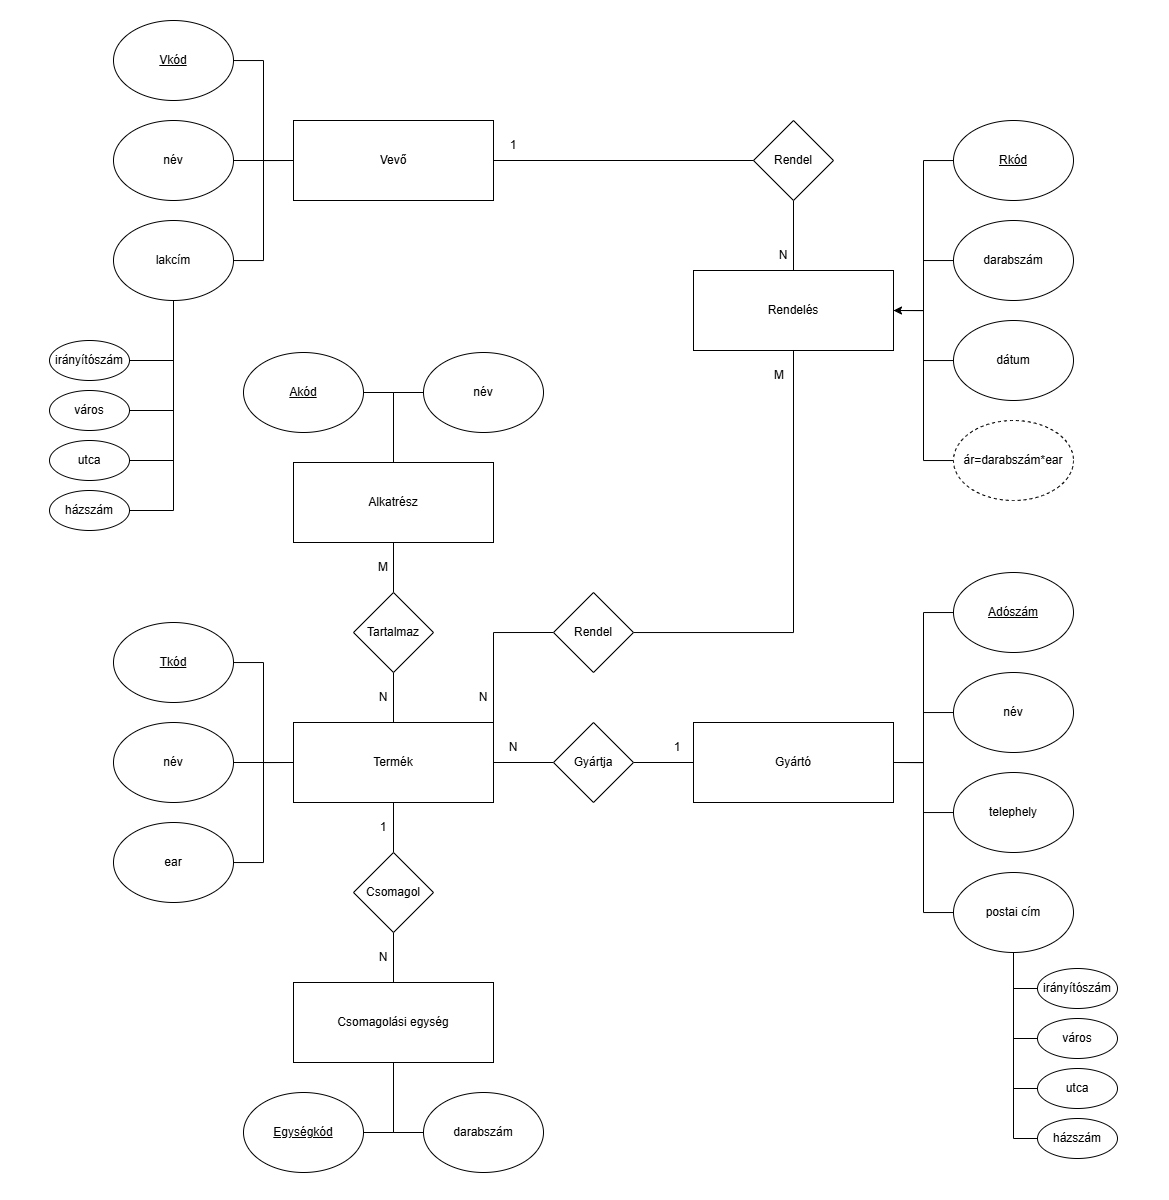 Vkód
név
Vevő
1
Rendel
Rkód
lakcím
N
darabszám
Rendelés
irányítószám
dátum
M
Akód
név
város
utca
ár=darabszám*ear
házszám
Alkatrész
M
Adószám
Tartalmaz
Rendel
Tkód
N
N
név
név
Termék
N
Gyártja
1
Gyártó
telephely
1
ear
Csomagol
postai cím
N
irányítószám
Csomagolási egység
város
utca
Egységkód
darabszám
házszám